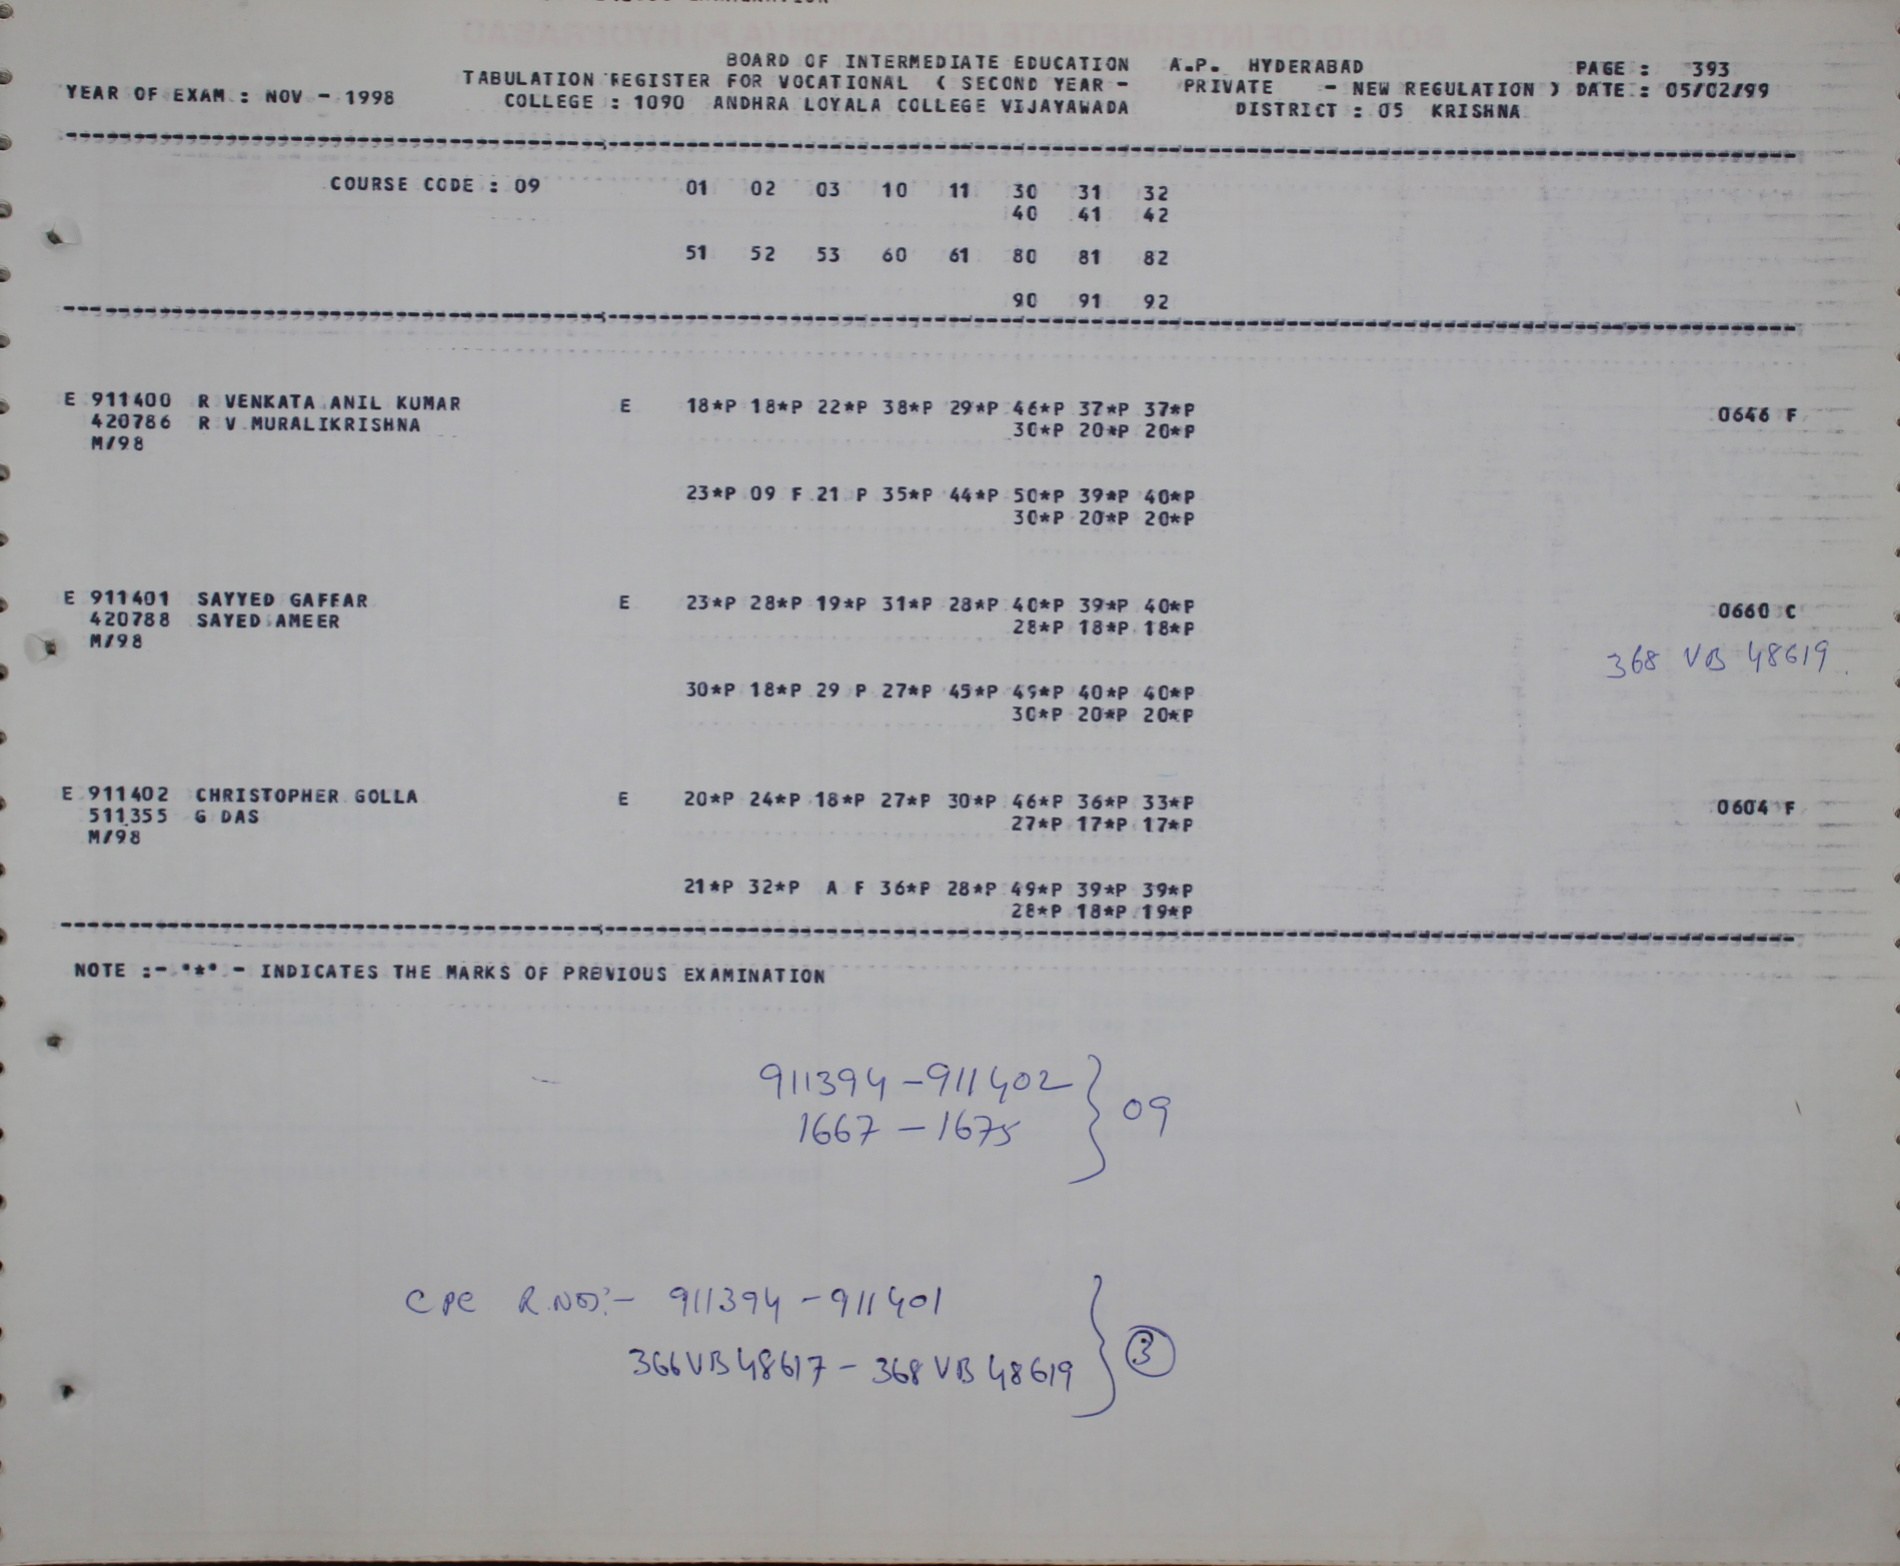 BOARD OF INTERMEDIATE EDUCATION A.P. HYDERABAD PAGE : 393
TABULATION REGISTER FOR VOCATIONAL ( SECOND YEAR - PRIVATE - NEW REGULATION ) DATE : 05/02/99
YEAR OF EXAM : NOV - 1998 COLLEGE : 1090 ANDHRA LOYALA COLLEGE VIJAYAWADA DISTRICT : 05 KRISHNA
COURSE CODE : 09 01 02 03 10 11 30 31 32
40 41 42
51 52 53 60 61 80 81 82
90 91 92
E 911400 R VENKATA ANIL KUMAR E 18*P 18*P 22*P 38*P 29*P 46*P 37*P 37*P 0646 F
420786 R V MURALIKRISHNA 30*P 20*P 20*P
M/98
23*P 09 F 21 P 35*P 44*P 50*P 39*P 40*P
30*P 20*P 20*P
E 911401 SAYYED GAFFAR E 23*P 28*P 19*P 31*P 28*P 40*P 39*P 40*P 0660 C
420788 SAYED AMEER 28*P 18*P 18*P
M/98
368 VB 48619
30*P 18*P 29 P 27*P 45*P 49*P 40*P 40*P
30*P 20*P 20*P
E 911402 CHRISTOPHER GOLLA E 20*P 24*P 18*P 27*P 30*P 46*P 36*P 33*P 0604 F
511355 G DAS 27*P 17*P 17*P
M/98
21*P 32*P A F 36*P 28*P 49*P 39*P 39*P
28*P 18*P 19*P
NOTE :- "*" - INDICATES THE MARKS OF PREVIOUS EXAMINATION
911394 - 911402
1667 - 1675 } 09
CPC R.NO:- 911394 - 911401
366 VB 48617 - 368 VB 48619 } 3